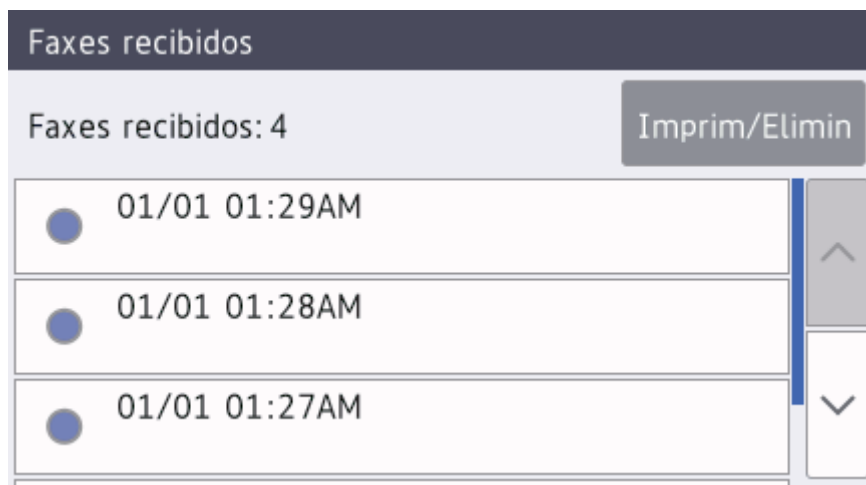 Faxes recibidos
Faxes recibidos: 4
Imprim/Elimin
01/01 01:29AM
01/01 01:28AM
01/01 01:27AM